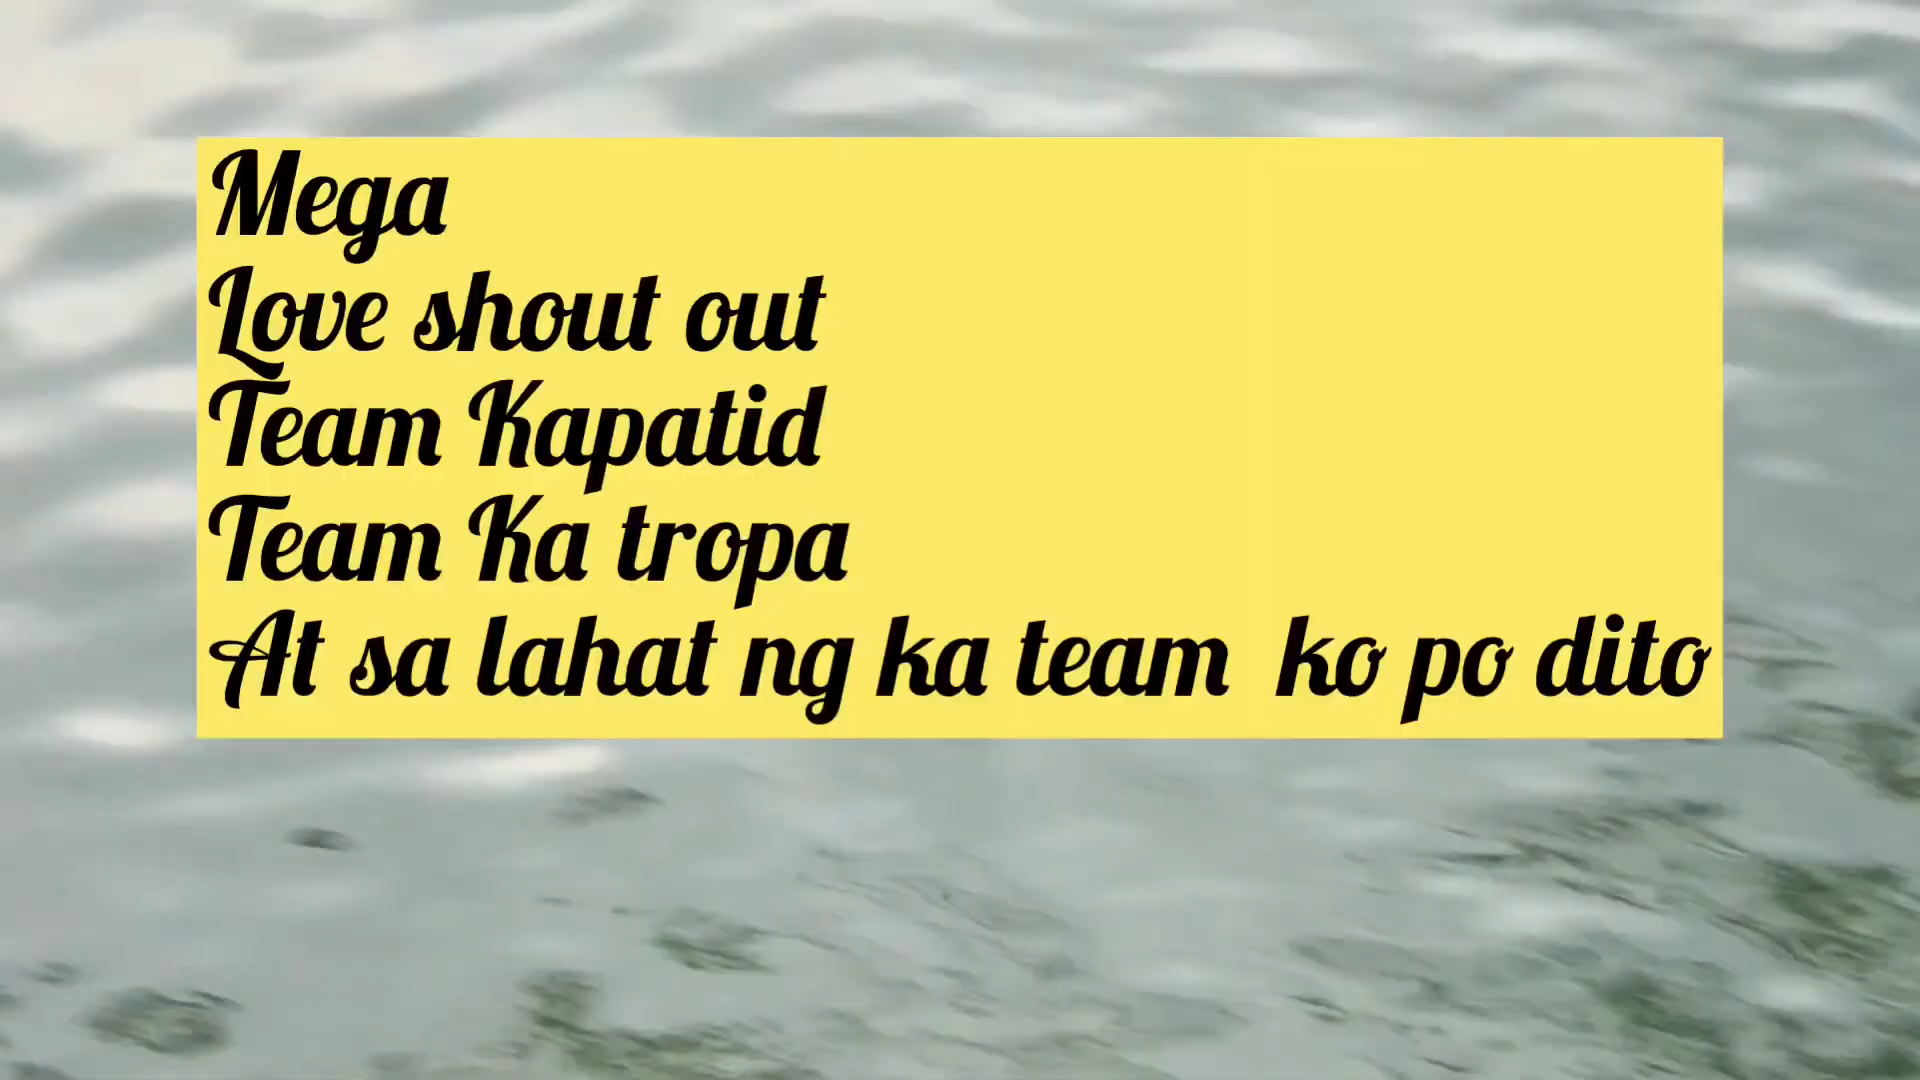 Mega
Love shout out
Team Kapatid
Team Ka tropa
At sa lahat ng ka team  ko po dito